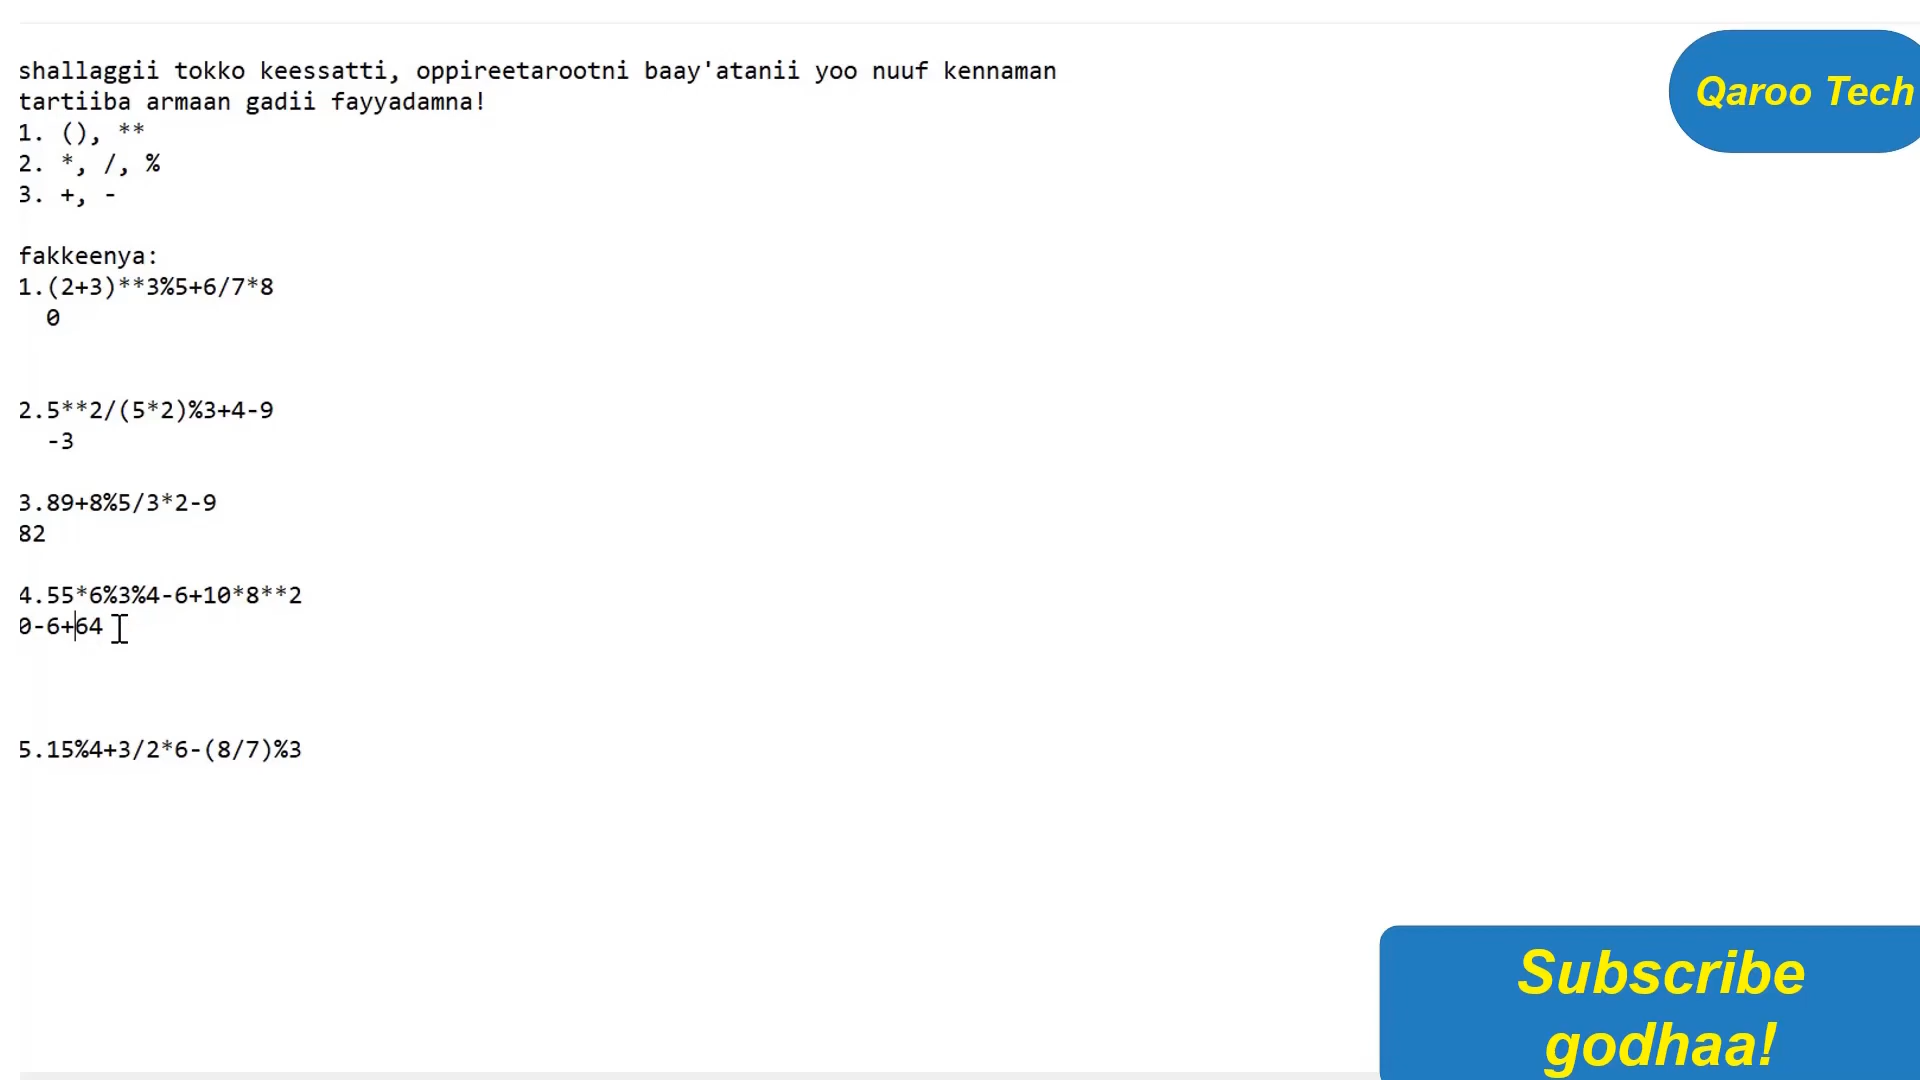 shallaggii tokko keessatti, oppireetarootni baay'atanii yoo nuuf kennaman
tartiiba armaan gadii fayyadamna!
1. (), **
2. *, /, %
3. +, -
fakkeenya:
1.(2+3)**3%5+6/7*8
0
2.5**2/(5*2)%3+4-9
-3
3.89+8%5/3*2-9
82
4.55*6%3%4-6+10*8**2
0-6+64
5.15%4+3/2*6-(8/7)%3
Qaroo Tech
Subscribe
godhaa!